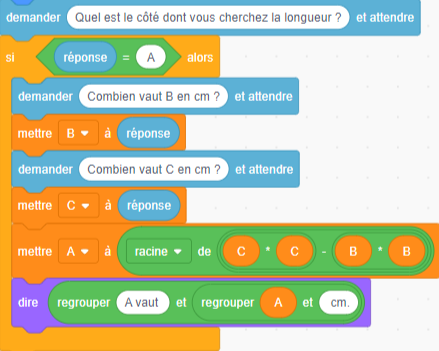 demander Quel est le côté dont vous cherchez la longueur ? et attendre
si réponse = A alors
demander Combien vaut B en cm ? et attendre
mettre B à réponse
demander Combien vaut C en cm ? et attendre
mettre C à réponse
mettre A à racine de C * C - B * B
dire regrouper A vaut et regrouper A et cm.